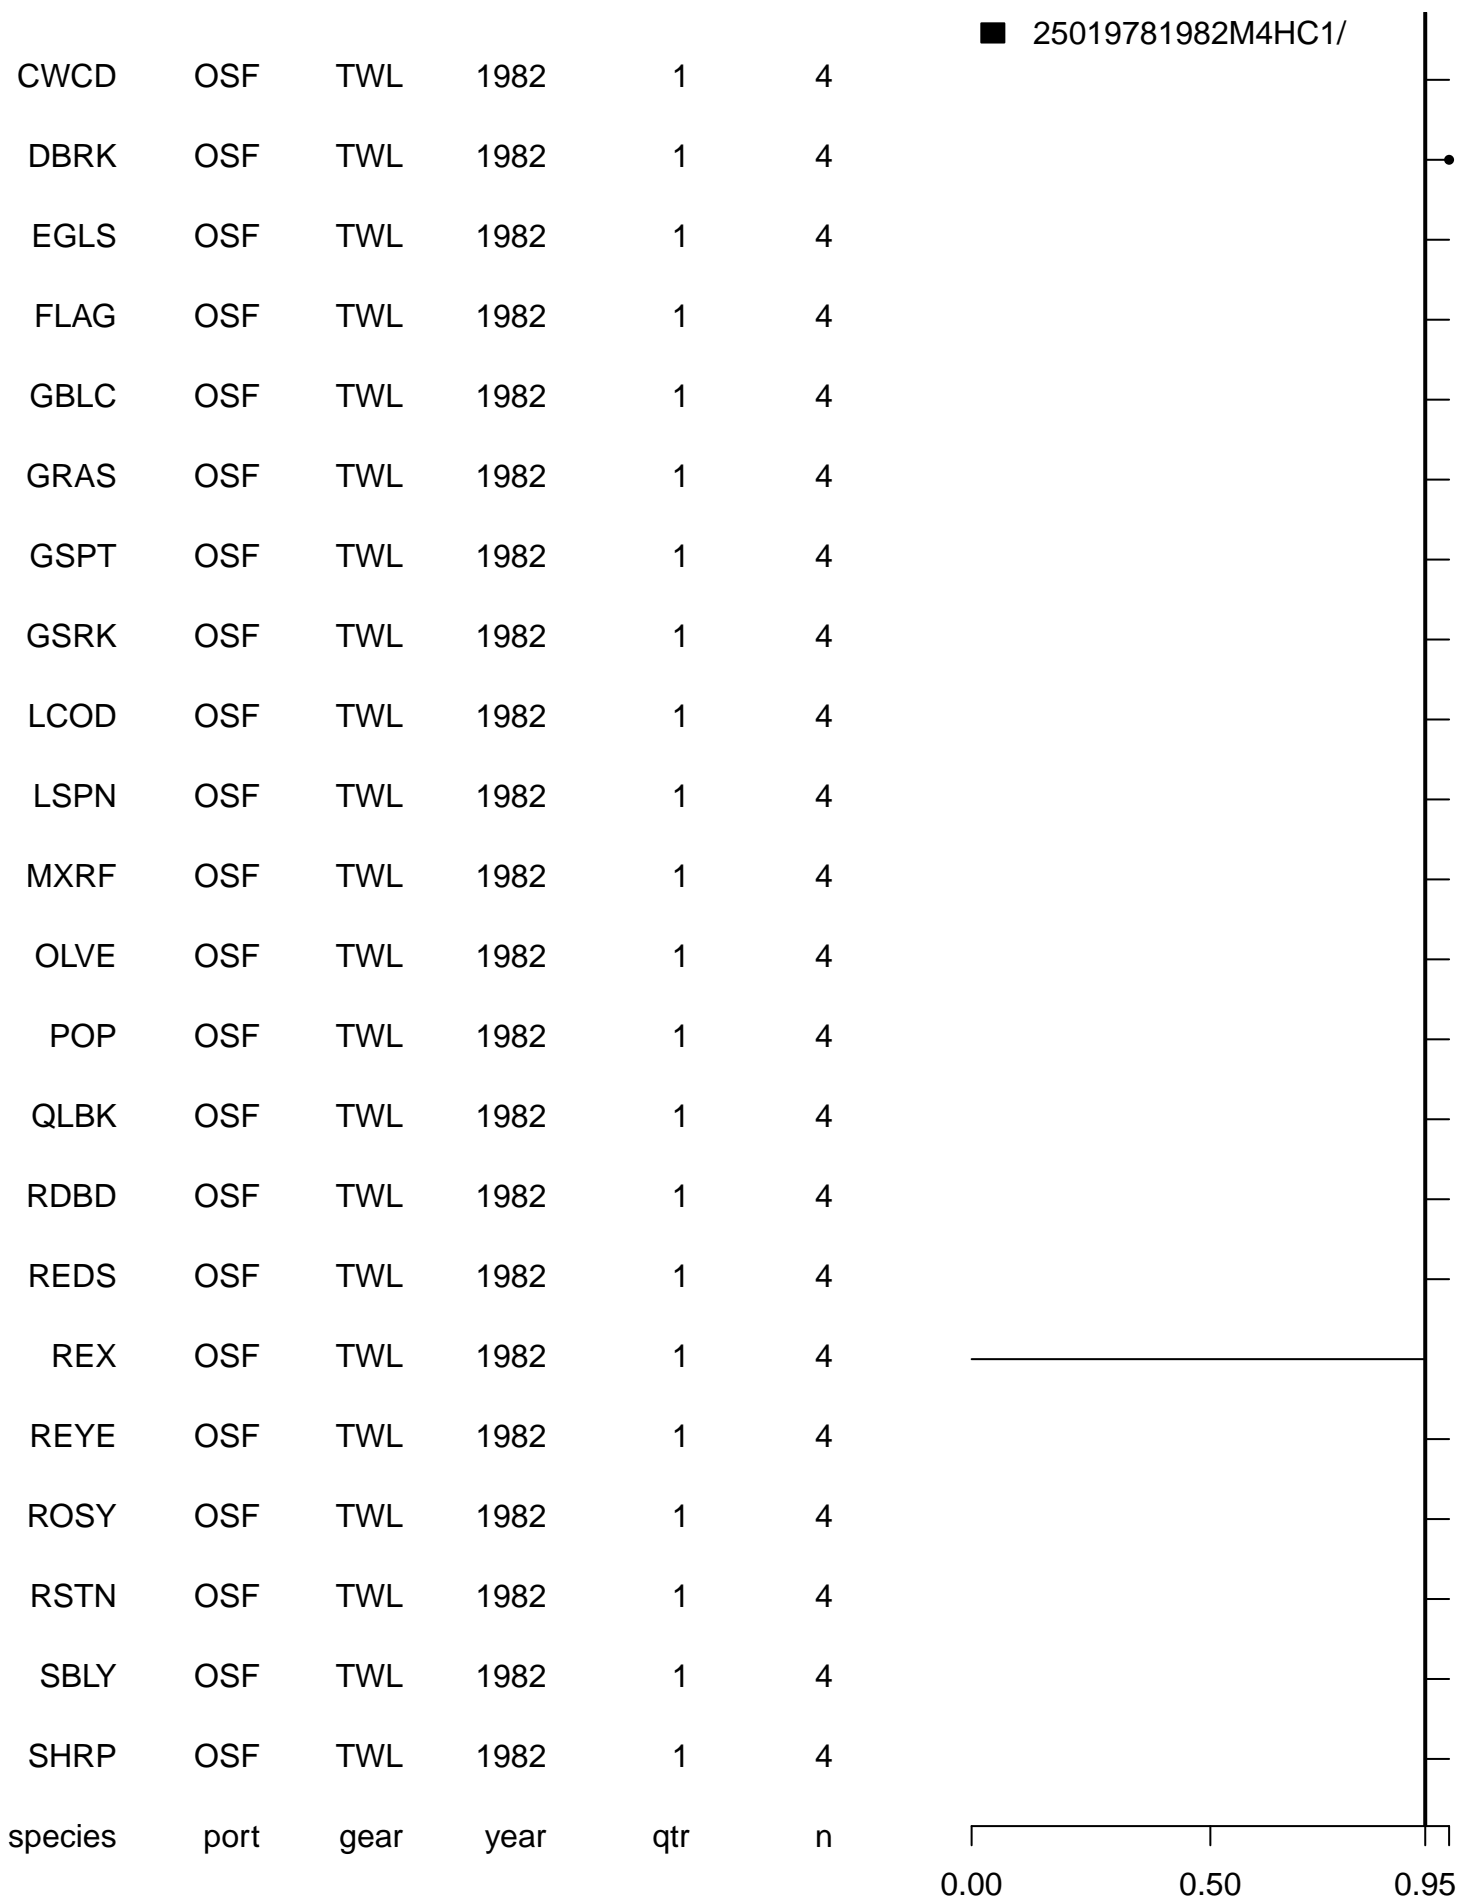 25019781982M4HC1/
CWCD OSF TWL 1982 1 4
DBRK OSF TWL 1982 1 4
EGLS OSF TWL 1982 1 4
FLAG OSF TWL 1982 1 4
GBLC OSF TWL 1982 1 4
GRAS OSF TWL 1982 1 4
GSPT OSF TWL 1982 1 4
GSRK OSF TWL 1982 1 4
LCOD OSF TWL 1982 1 4
LSPN OSF TWL 1982 1 4
MXRF OSF TWL 1982 1 4
OLVE OSF TWL 1982 1 4
POP OSF TWL 1982 1 4
QLBK OSF TWL 1982 1 4
RDBD OSF TWL 1982 1 4
REDS OSF TWL 1982 1 4
REX OSF TWL 1982 1 4
REYE OSF TWL 1982 1 4
ROSY OSF TWL 1982 1 4
RSTN OSF TWL 1982 1 4
SBLY OSF TWL 1982 1 4
SHRP OSF TWL 1982 1 4
species port gear year qtr n
0.00 0.50 0.95